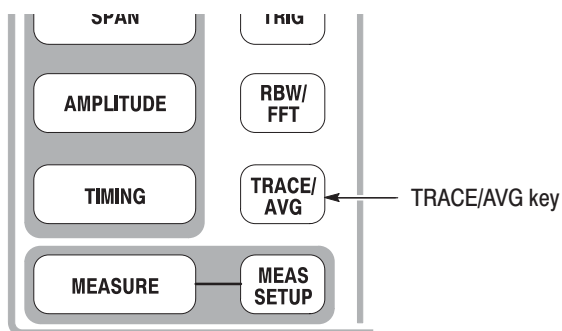 SPAN
TRIG
AMPLITUDE
RBW/
FFT
TIMING
TRACE/
AVG
TRACE/AVG key
MEASURE
MEAS
SETUP